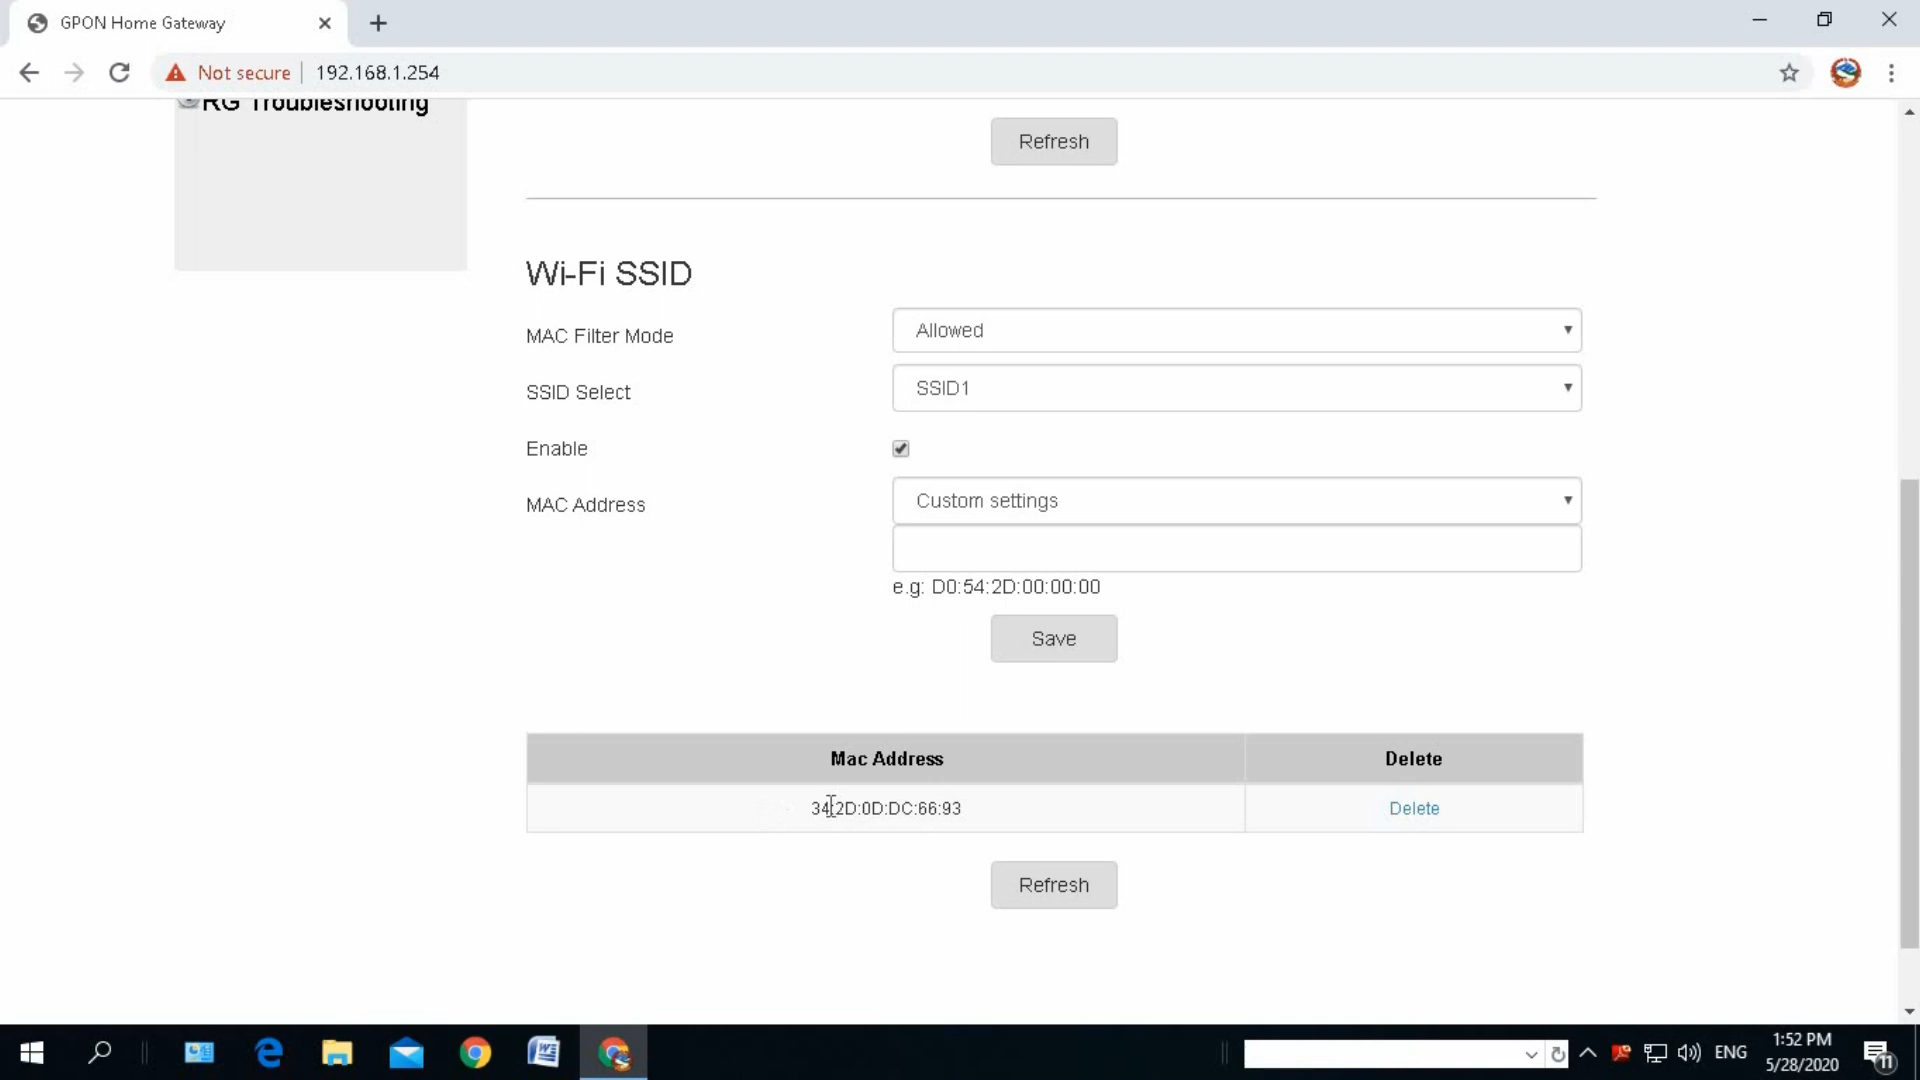 GPON Home Gateway
Not secure
192.168.1.254
RG Troubleshooting
Refresh
Wi-Fi SSID
MAC Filter Mode
Allowed
SSID Select
SSID1
Enable
MAC Address
Custom settings
e.g: D0:54:2D:00:00:00
Save
Mac Address
Delete
34:2D:0D:DC:66:93
Delete
Refresh
ENG
1:52 PM
5/28/2020
11